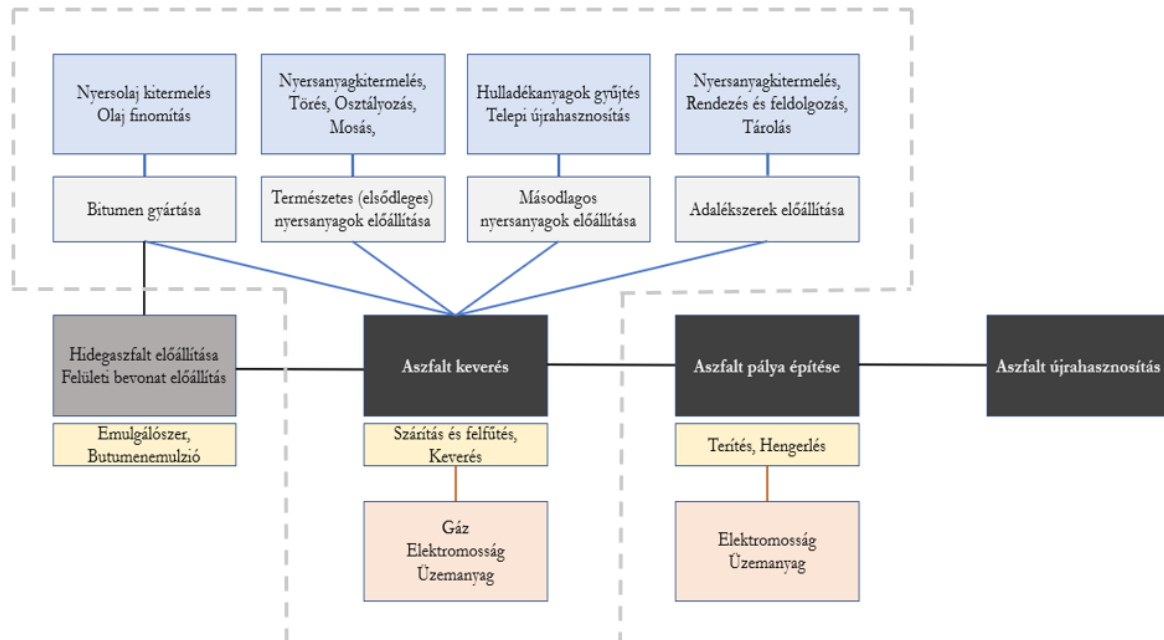 Nyersolaj kitermelés
Olaj finomítás
Nyersanyagkitermelés,
Törés, Osztályozás,
Mosás,
Hulladékanyagok gyűjtés
Telepi újrahasznosítás
Nyersanyagkitermelés,
Rendezés és feldolgozás,
Tárolás
Bitumen gyártása
Természetes (elsődleges)
nyersanyagok előállítása
Másodlagos
nyersanyagok előállítása
Adalékszerek előállítása
Hidegaszfalt előállítása
Felületi bevonat előállítás
Aszfalt keverés
Aszfalt pálya építése
Aszfalt újrahasznosítás
Emulgálószer,
Butumenemulzió
Szárítás és felfűtés,
Keverés
Terítés, Hengerlés
Gáz
Elektromosság
Üzemanyag
Elektromosság
Üzemanyag